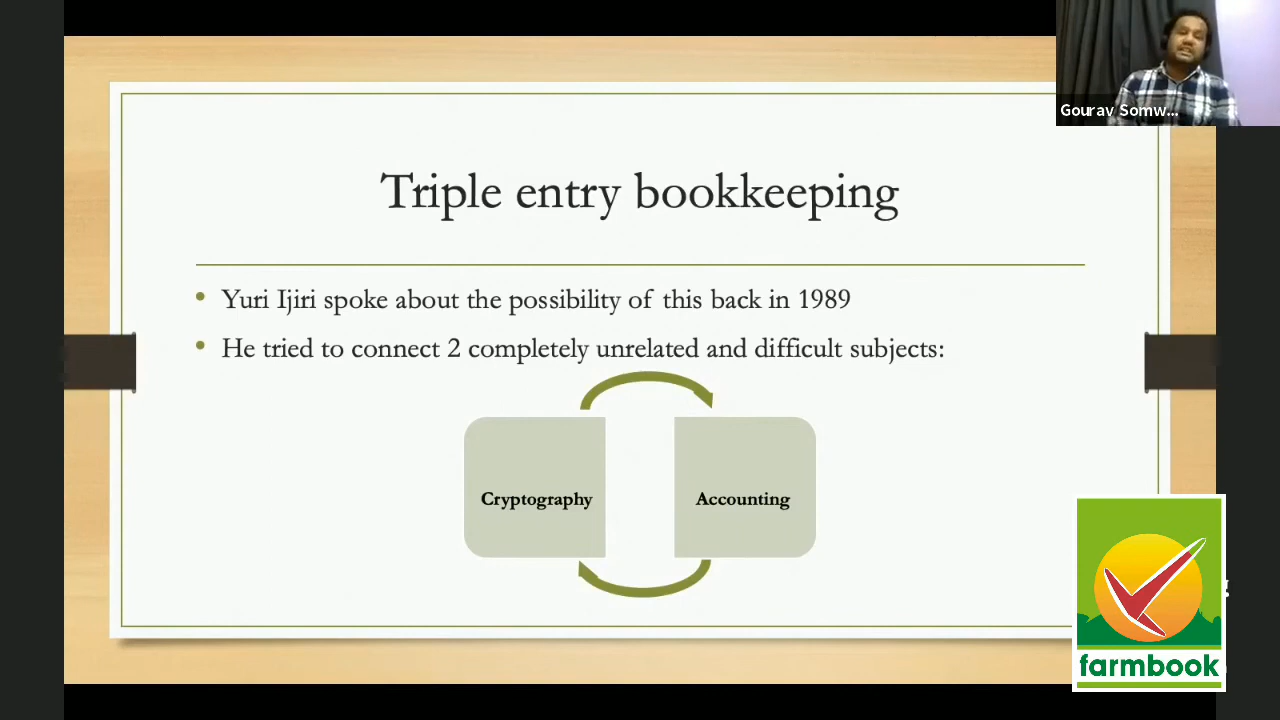 Gourav Somw...
Triple entry bookkeeping
• Yuri Ijiri spoke about the possibility of this back in 1989
• He tried to connect 2 completely unrelated and difficult subjects:
Cryptography
Accounting
farmbook